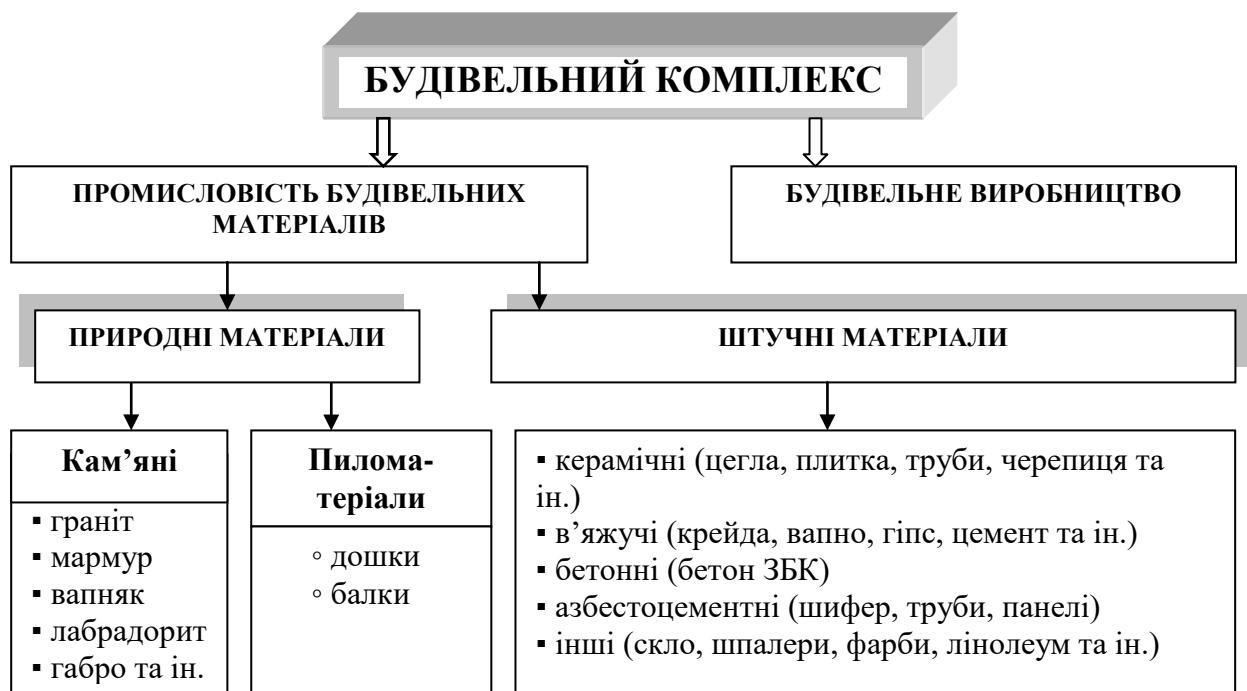 БУДІВЕЛЬНИЙ КОМПЛЕКС
ПРОМИСЛОВІСТЬ БУДІВЕЛЬНИХ
МАТЕРІАЛІВ
БУДІВЕЛЬНЕ ВИРОБНИЦТВО
ПРИРОДНІ МАТЕРІАЛИ
ШТУЧНІ МАТЕРІАЛИ
Кам’яні
▪ граніт
▪ мармур
▪ вапняк
▪ лабрадорит
▪ габро та ін.
Пилома-
теріали
◦ дошки
◦ балки
▪ керамічні (цегла, плитка, труби, черепиця та
ін.)
▪ в’яжучі (крейда, вапно, гіпс, цемент та ін.)
▪ бетонні (бетон ЗБК)
▪ азбестоцементні (шифер, труби, панелі)
▪ інші (скло, шпалери, фарби, лінолеум та ін.)